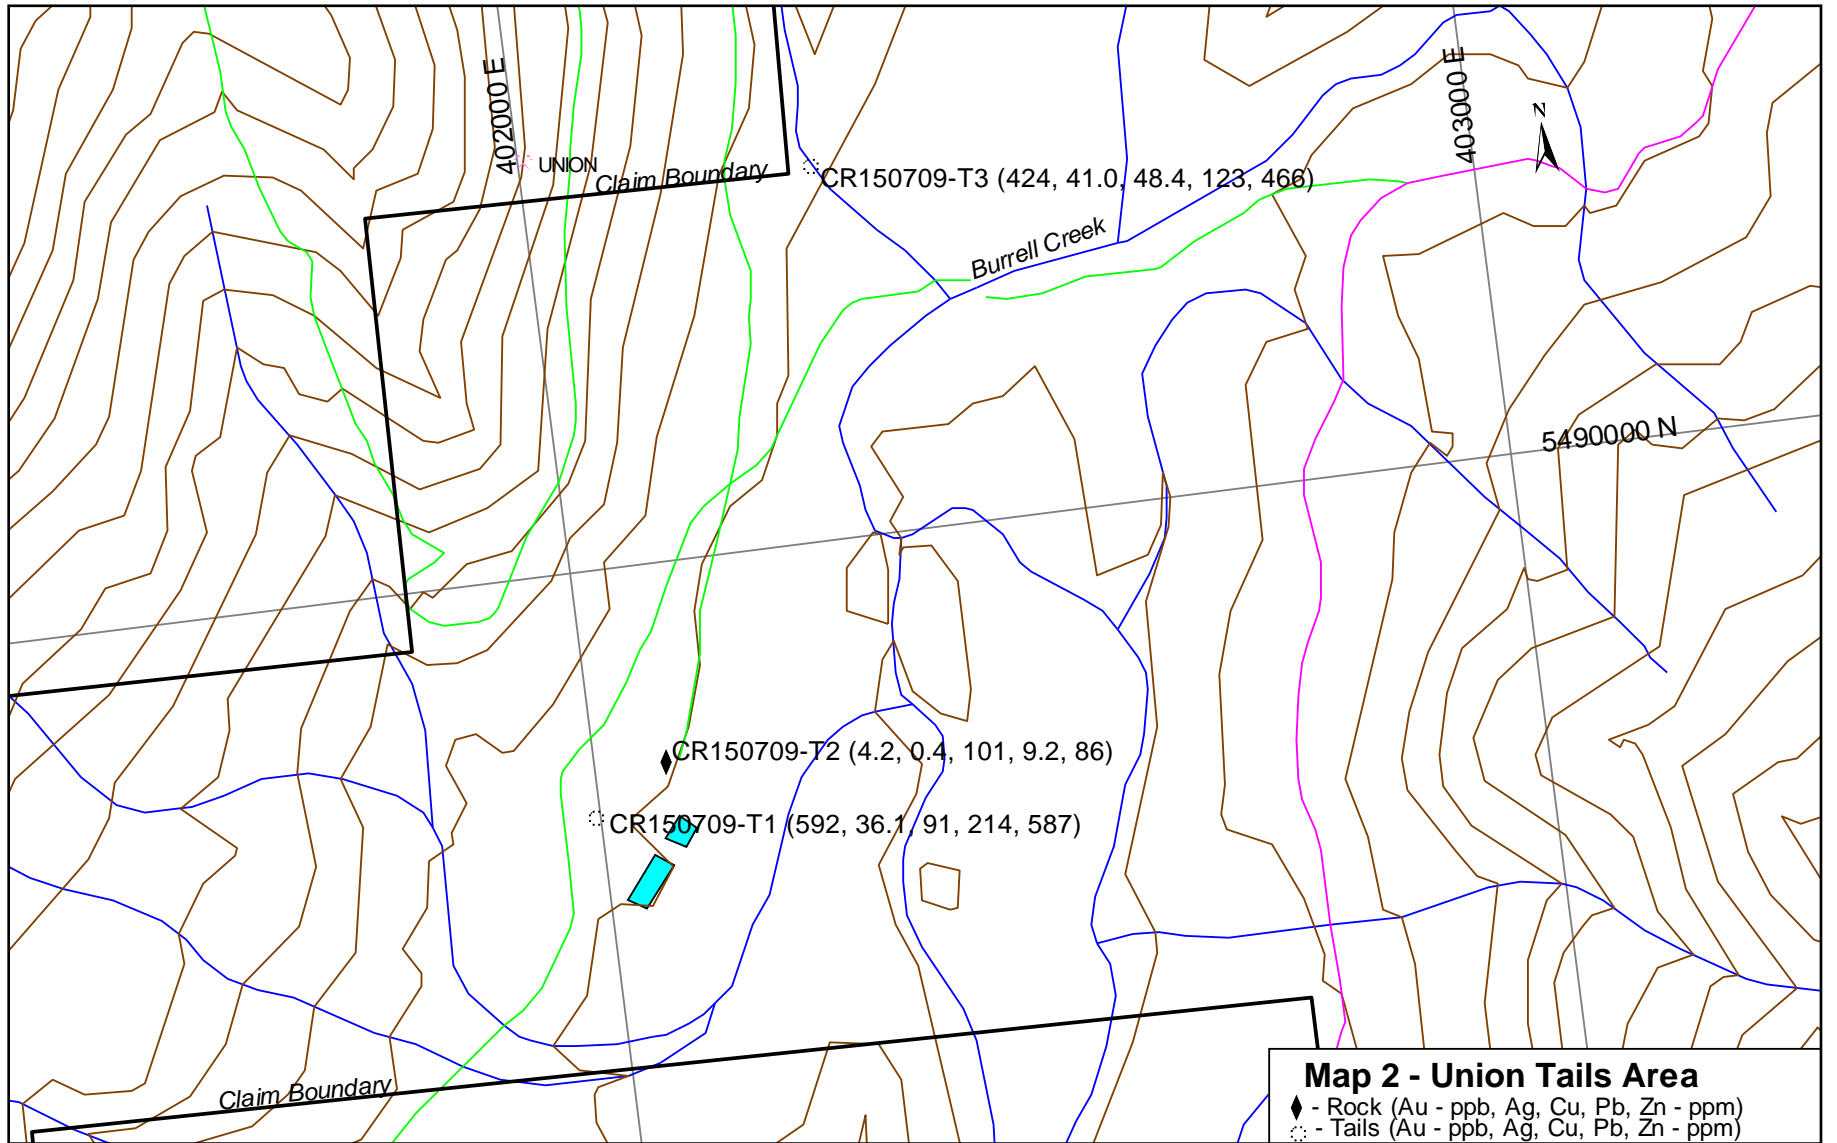 402000 E
403000 E
N
UNION
Claim Boundary
CR150709-T3 (424, 41.0, 48.4, 123, 466)
Burrell Creek
5490000 N
CR150709-T2 (4.2, 0.4, 101, 9.2, 86)
CR150709-T1 (592, 36.1, 91, 214, 587)
Claim Boundary
Map 2 - Union Tails Area
- Rock (Au - ppb, Ag, Cu, Pb, Zn - ppm)
- Tails (Au - ppb, Ag, Cu, Pb, Zn - ppm)